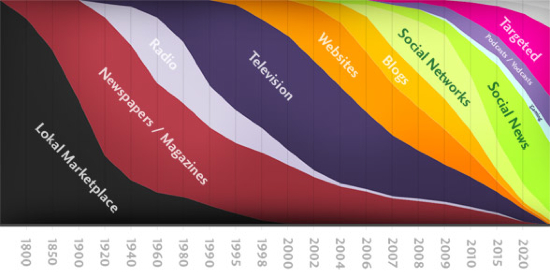 Lokal Marketplace
Newspapers / Magazines
Radio
Television
Websites
Blogs
Social Networks
Social News
Targeted
Podcasts / Vodcasts
1800
1850
1900
1920
1940
1960
1980
1990
1995
1998
2000
2002
2004
2006
2007
2008
2009
2010
2015
2020